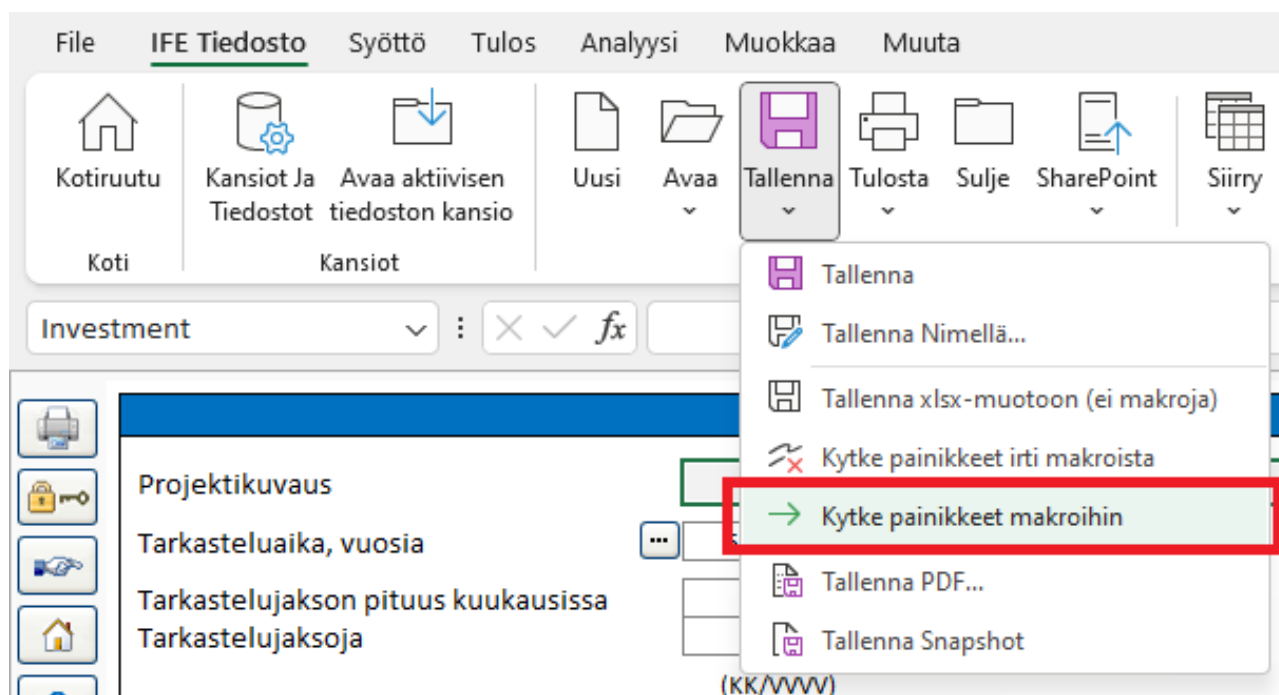 File IFE Tiedosto Syöttö Tulos Analyysi Muokkaa Muuta
Kotiruutu Kansiot Ja Avaa aktiivisen Uusi Avaa Tallenna Tulosta Sulje SharePoint Siirry
Tiedostot tiedoston kansio
Koti Kansiot
Investment fx
Tallenna
Tallenna Nimellä...
Tallenna xlsx-muotoon (ei makroja)
Kytke painikkeet irti makroista
Kytke painikkeet makroihin
Tallenna PDF...
Tallenna Snapshot
Projektikuvaus
Tarkasteluaika, vuosia
Tarkastelujakson pituus kuukausissa
Tarkastelujaksoja
(KK/VVVV)